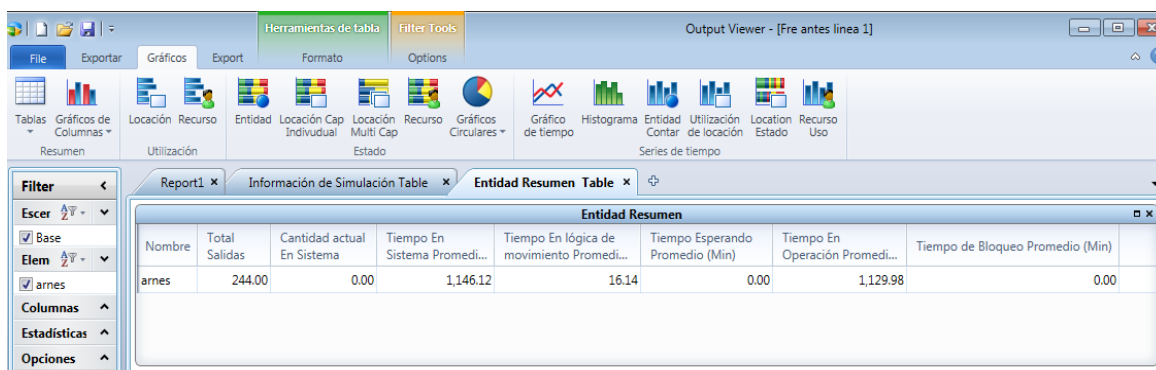 Herramientas de tabla Filter Tools Output Viewer - [Fre antes linea 1]
File Exportar Gráficos Export Formato Options
Tablas Gráficos de Columnas Locación Recurso Entidad Locación Cap Indivudual Locación Multi Cap Recurso Gráficos Circulares Gráfico de tiempo Histograma Entidad Contar Utilización de locación Location Estado Recurso Uso
Resumen Utilización Estado Series de tiempo
Filter Report1 Información de Simulación Table Entidad Resumen Table
Escer
Base
Elem
arnes
Columnas
Estadísticas
Opciones
Entidad Resumen
Nombre Total Salidas Cantidad actual En Sistema Tiempo En Sistema Promedi... Tiempo En lógica de movimiento Promedi... Tiempo Esperando Promedio (Min) Tiempo En Operación Promedi... Tiempo de Bloqueo Promedio (Min)
arnes 244.00 0.00 1,146.12 16.14 0.00 1,129.98 0.00